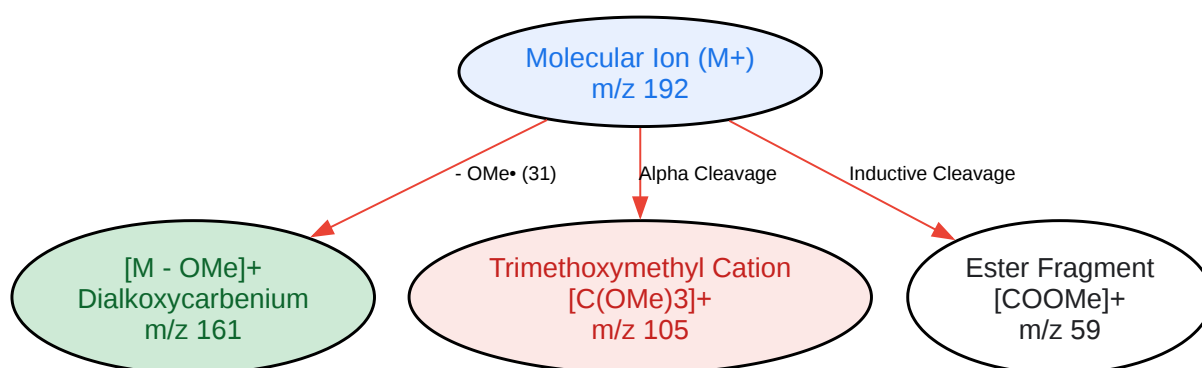 Molecular Ion (M+)
m/z 192
- OMe• (31)
Alpha Cleavage
Inductive Cleavage
[M - OMe]+
Dialkoxycarbenium
m/z 161
Trimethoxymethyl Cation
[C(OMe)3]+
m/z 105
Ester Fragment
[COOMe]+
m/z 59